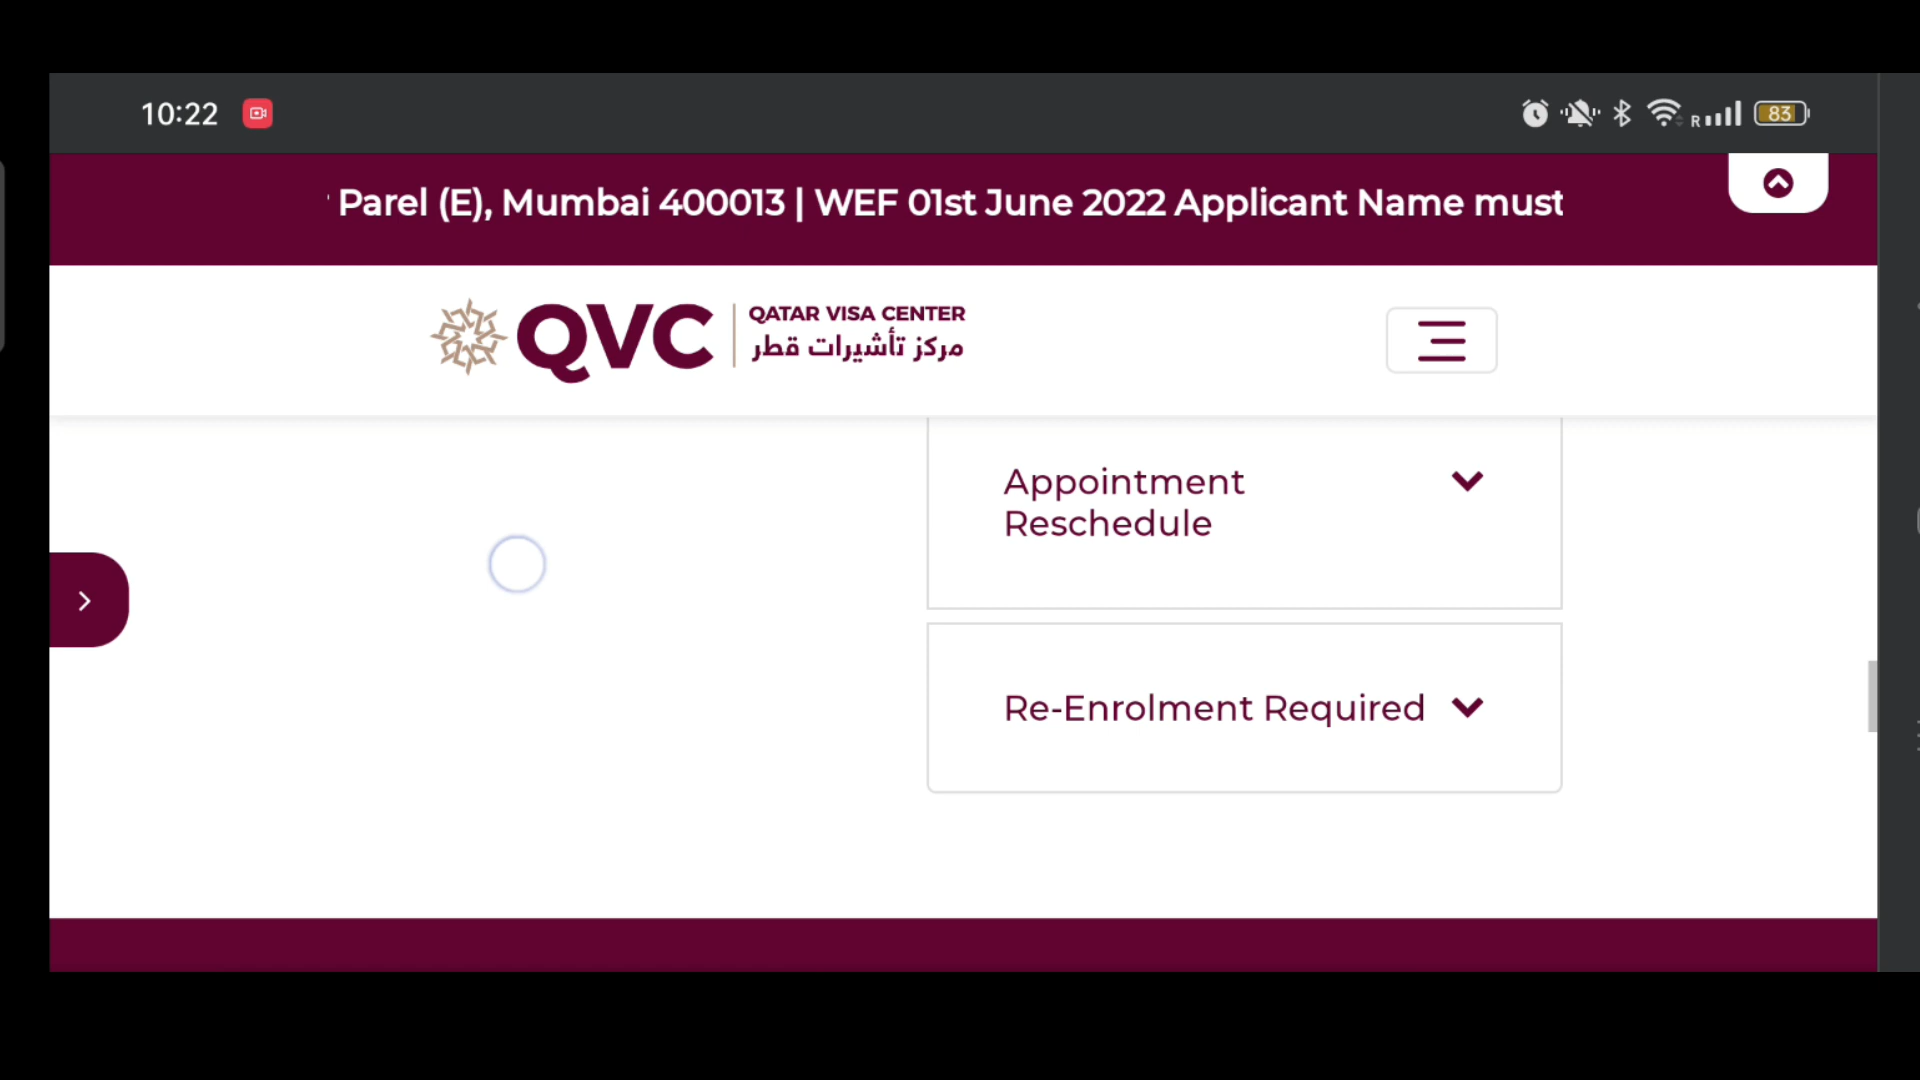 10:22
R
83
Parel (E), Mumbai 400013 | WEF 01st June 2022 Applicant Name must
QVC
QATAR VISA CENTER
مركز تأشيرات قطر
Appointment
Reschedule
Re-Enrolment Required